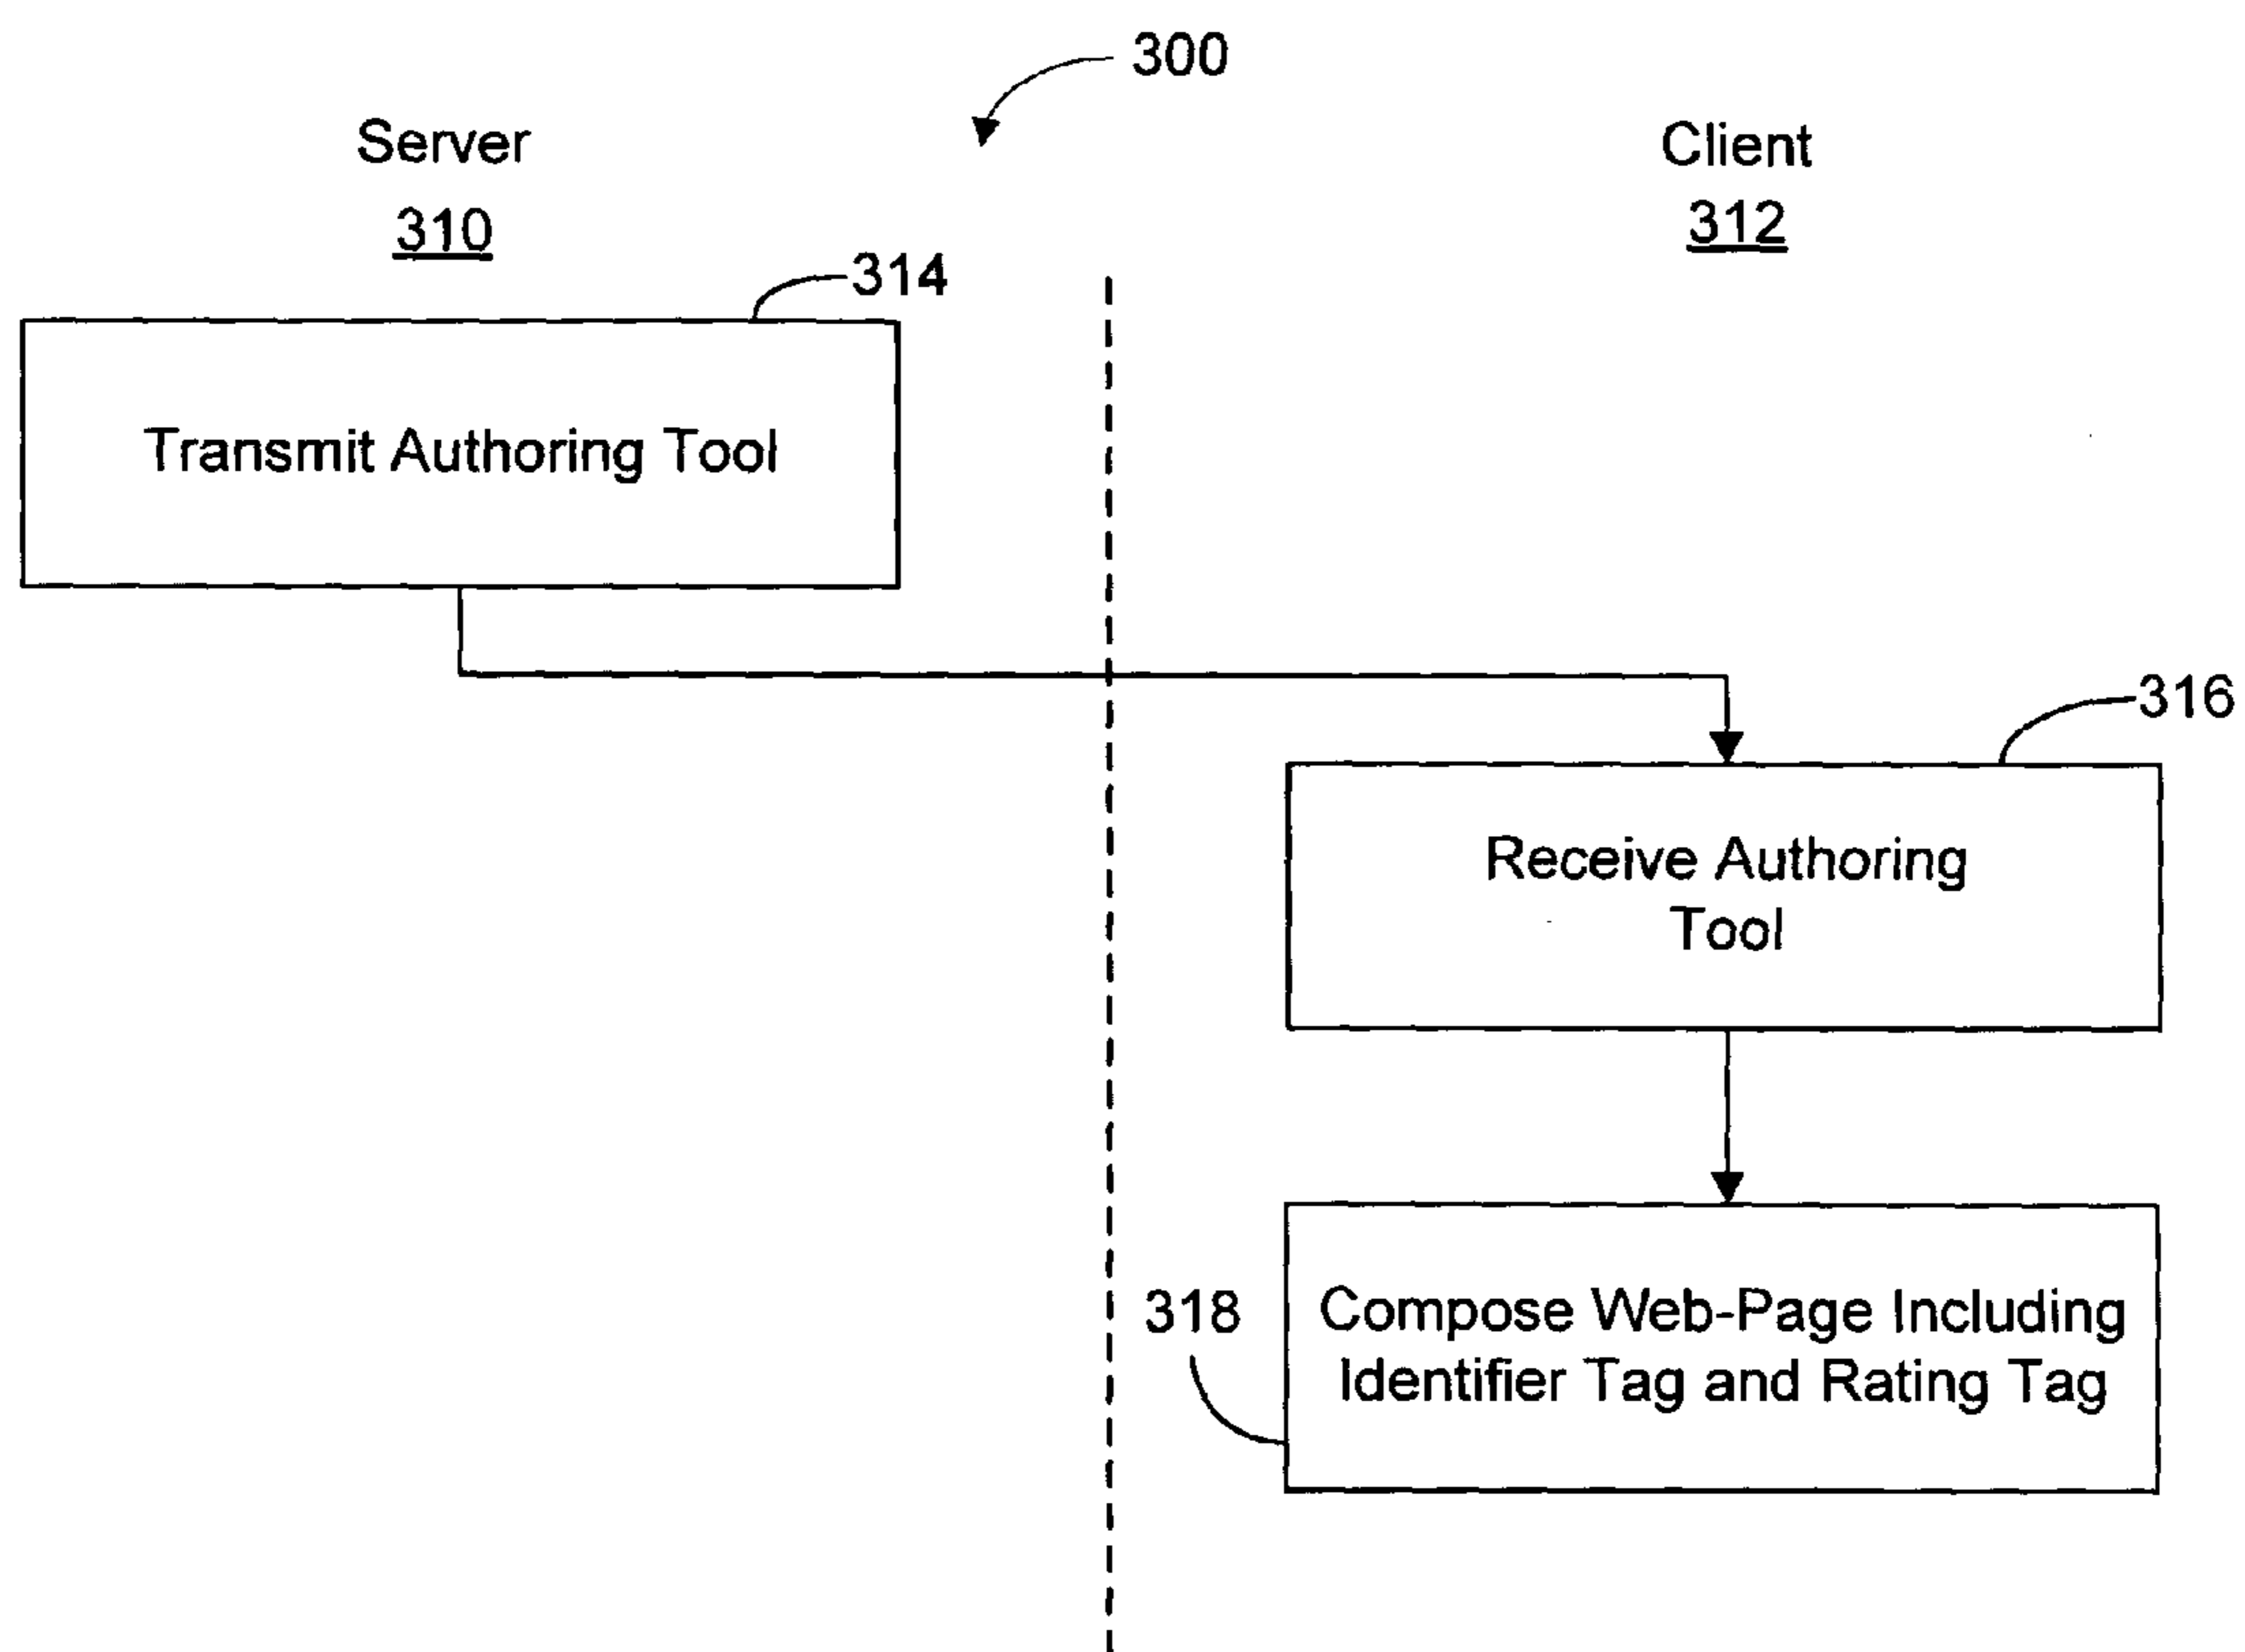 300
Server
310
Client
312
314
Transmit Authoring Tool
316
Receive Authoring
Tool
318
Compose Web-Page Including
Identifier Tag and Rating Tag